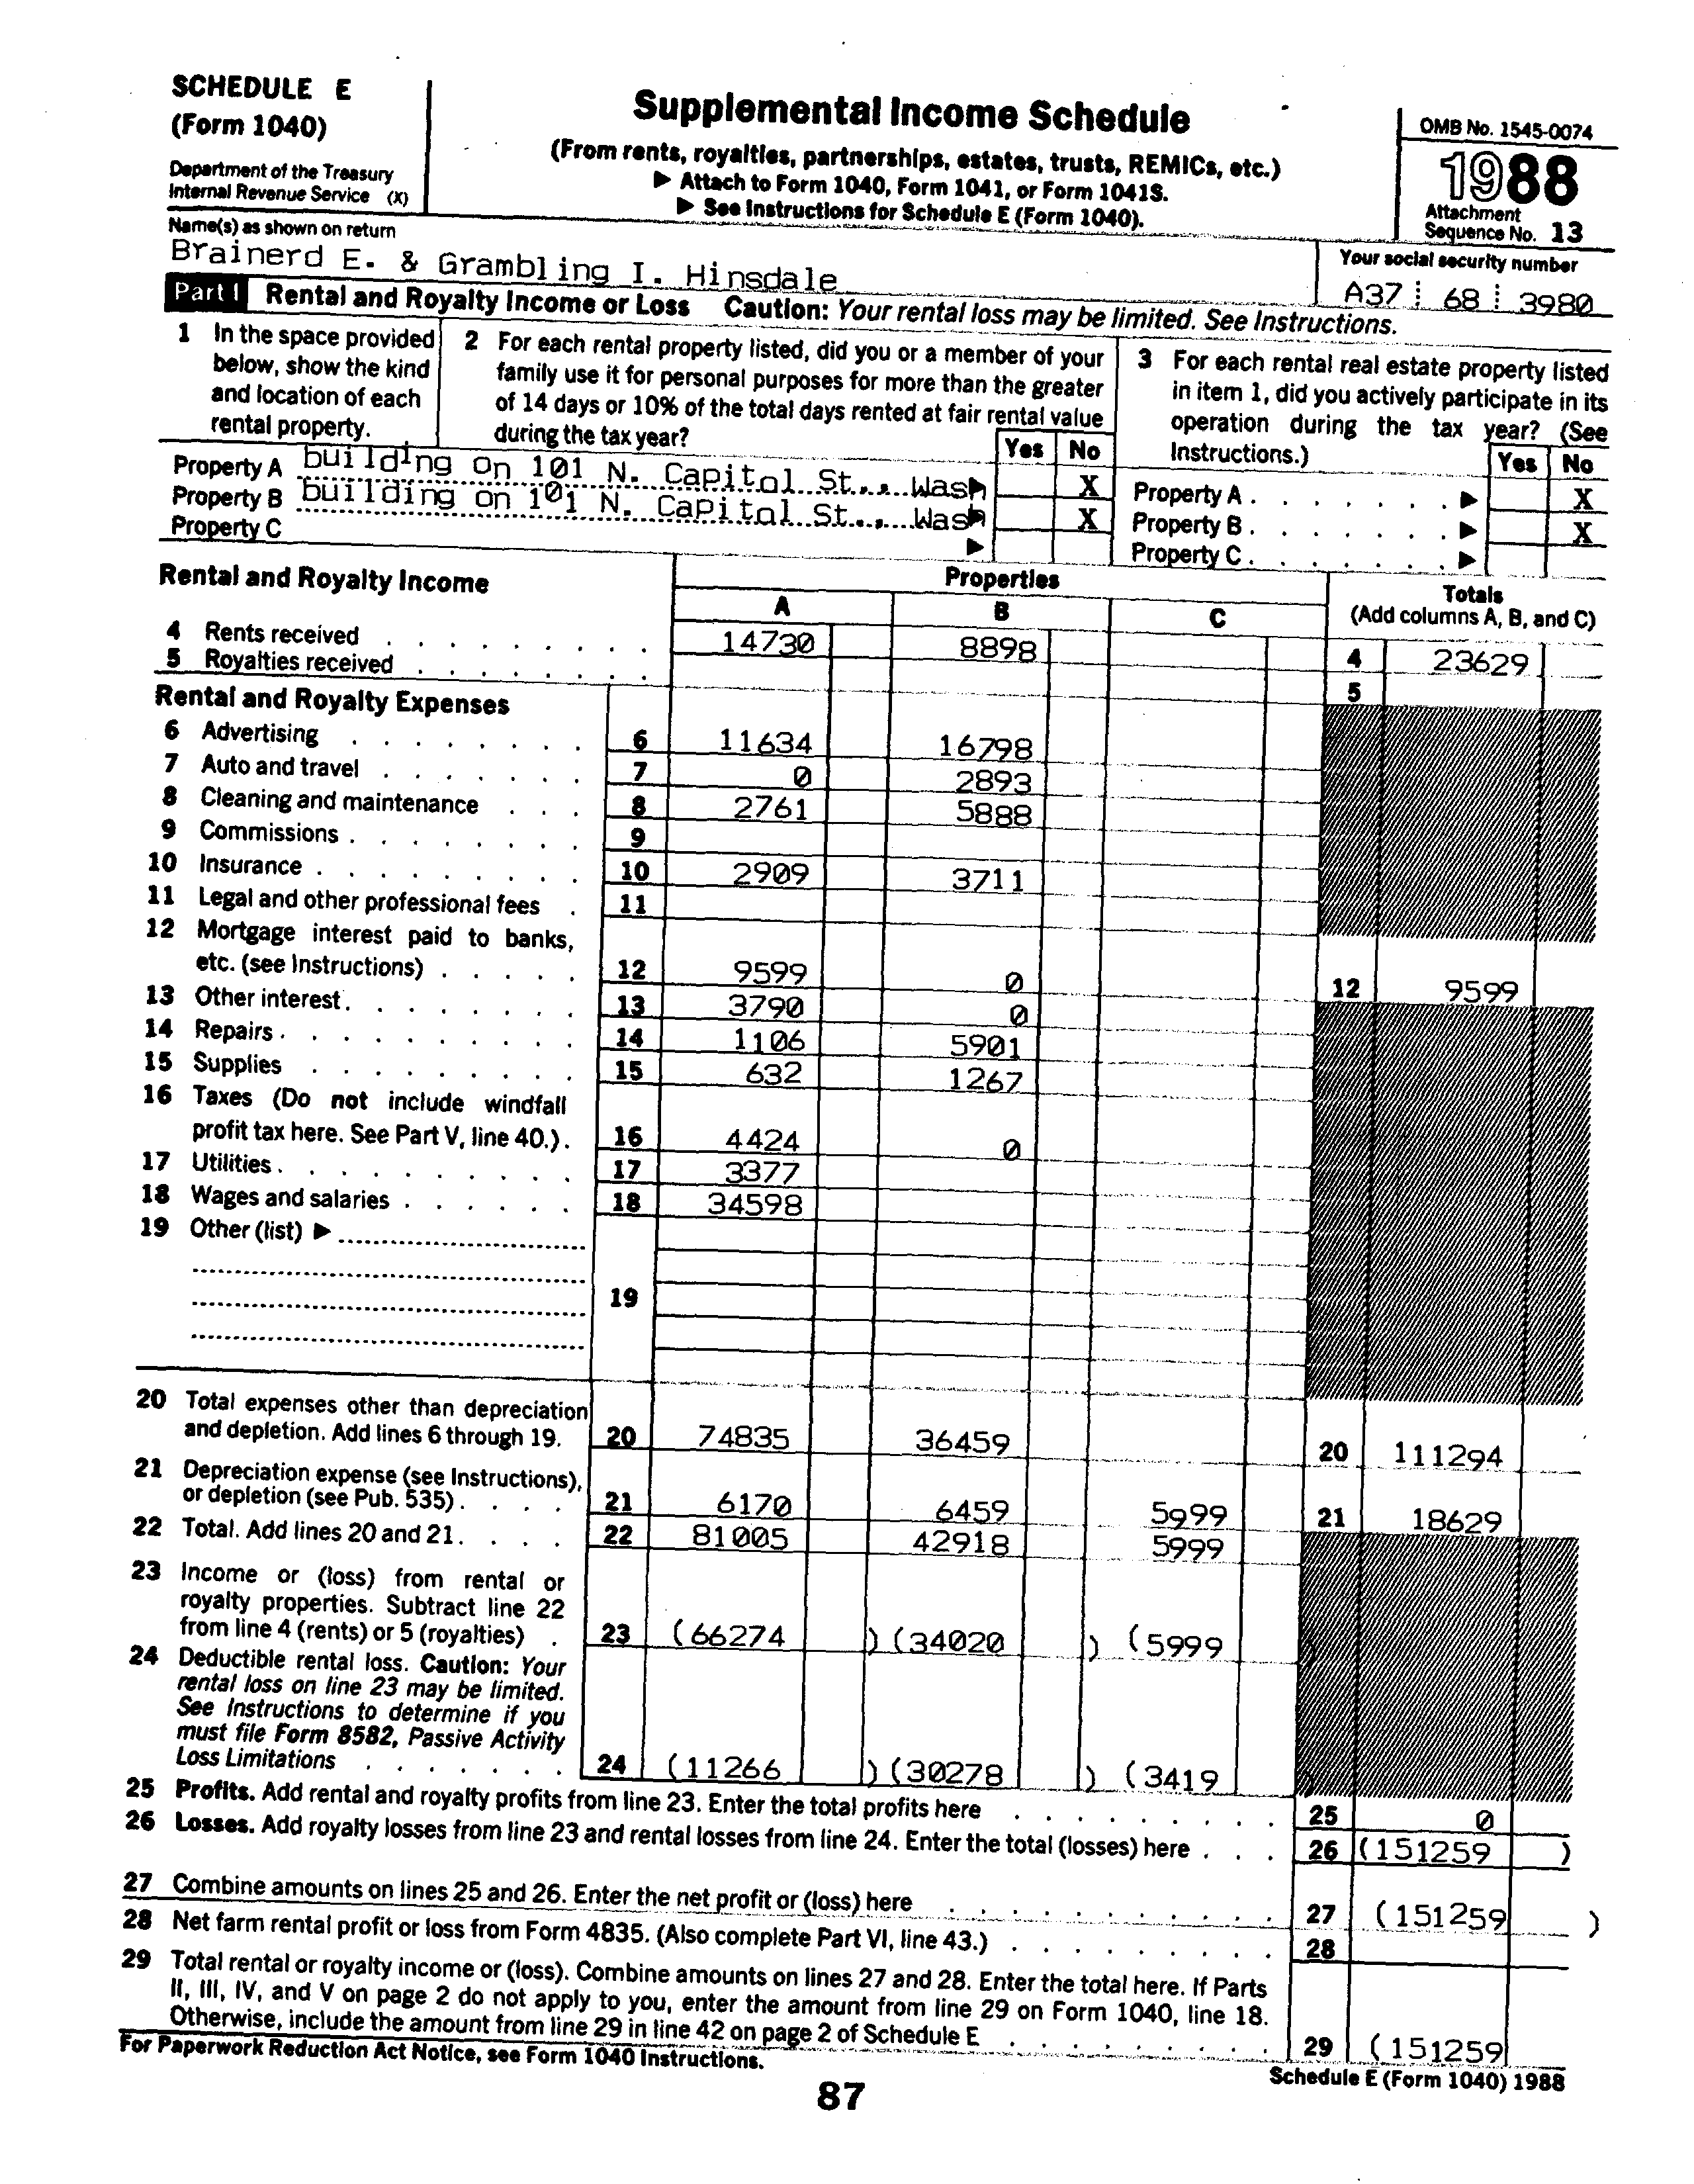 SCHEDULE E
(Form 1040)
Department of the Treasury
Internal Revenue Service (X)
Supplemental Income Schedule
(From rents, royalties, partnerships, estates, trusts, REMICs, etc.)
▶ Attach to Form 1040, Form 1041, or Form 1041S.
▶ See Instructions for Schedule E (Form 1040).
OMB No. 1545-0074
1988
Attachment
Sequence No. 13
Name(s) as shown on return
Brainerd E. & Grambling I. Hinsdale
Your social security number
A37 68 3980
Part I Rental and Royalty Income or Loss Caution: Your rental loss may be limited. See Instructions.
1 In the space provided
below, show the kind
and location of each
rental property.
2 For each rental property listed, did you or a member of your
family use it for personal purposes for more than the greater
of 14 days or 10% of the total days rented at fair rental value
during the tax year?
Yes No
3 For each rental real estate property listed
in item 1, did you actively participate in its
operation during the tax year? (See
Instructions.)
Yes No
Property A building on 101 N. Capitol St., Wash ▶ X Property A . . . . . . . ▶ X
Property B building on 101 N. Capitol St., Wash ▶ X Property B . . . . . . . ▶ X
Property C ▶ Property C . . . . . . . ▶
Rental and Royalty Income
Properties
A B C
Totals
(Add columns A, B, and C)
4 Rents received . . . . . . . . 14730 8898 4 23629
5 Royalties received . . . . . . . 5
Rental and Royalty Expenses
6 Advertising . . . . . . . . 6 11634 16798
7 Auto and travel . . . . . . . 7 0 2893
8 Cleaning and maintenance . . . 8 2761 5888
9 Commissions . . . . . . . . 9
10 Insurance . . . . . . . . . 10 2909 3711
11 Legal and other professional fees . 11
12 Mortgage interest paid to banks,
etc. (see Instructions) . . . . . 12 9599 0 12 9599
13 Other interest . . . . . . . . 13 3790 0
14 Repairs . . . . . . . . . . 14 1106 5901
15 Supplies . . . . . . . . . 15 632 1267
16 Taxes (Do not include windfall
profit tax here. See Part V, line 40.) . 16 4424 0
17 Utilities . . . . . . . . . . 17 3377
18 Wages and salaries . . . . . . 18 34598
19 Other (list) ▶
19
20 Total expenses other than depreciation
and depletion. Add lines 6 through 19. 20 74835 36459 20 111294
21 Depreciation expense (see Instructions),
or depletion (see Pub. 535) . . . . 21 6170 6459 5999 21 18629
22 Total. Add lines 20 and 21 . . . . 22 81005 42918 5999
23 Income or (loss) from rental or
royalty properties. Subtract line 22
from line 4 (rents) or 5 (royalties) . 23 (66274 ) (34020 ) (5999 )
24 Deductible rental loss. Caution: Your
rental loss on line 23 may be limited.
See Instructions to determine if you
must file Form 8582, Passive Activity
Loss Limitations . . . . . . . 24 (11266 ) (30278 ) (3419 )
25 Profits. Add rental and royalty profits from line 23. Enter the total profits here . . . . . . . . 25 0
26 Losses. Add royalty losses from line 23 and rental losses from line 24. Enter the total (losses) here . . . 26 (151259 )
27 Combine amounts on lines 25 and 26. Enter the net profit or (loss) here . . . . . . . . . . 27 (151259 )
28 Net farm rental profit or loss from Form 4835. (Also complete Part VI, line 43.) . . . . . . . . . 28
29 Total rental or royalty income or (loss). Combine amounts on lines 27 and 28. Enter the total here. If Parts
II, III, IV, and V on page 2 do not apply to you, enter the amount from line 29 on Form 1040, line 18.
Otherwise, include the amount from line 29 in line 42 on page 2 of Schedule E . . . . . . . . . 29 (151259
For Paperwork Reduction Act Notice, see Form 1040 Instructions.
Schedule E (Form 1040) 1988
87